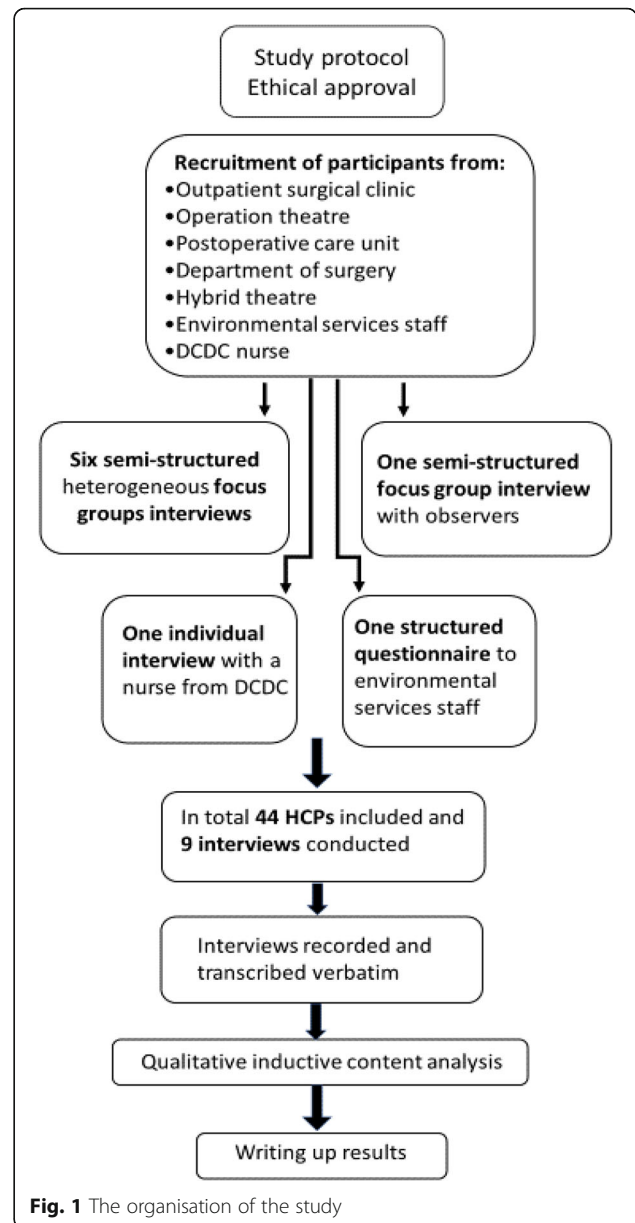 Study protocol
Ethical approval
Recruitment of participants from:
•Outpatient surgical clinic
•Operation theatre
•Postoperative care unit
•Department of surgery
•Hybrid theatre
•Environmental services staff
•DCDC nurse
Six semi-structured
heterogeneous focus
groups interviews
One semi-structured
focus group interview
with observers
One individual
interview with a
nurse from DCDC
One structured
questionnaire to
environmental
services staff
In total 44 HCPs included and
9 interviews conducted
Interviews recorded and
transcribed verbatim
Qualitative inductive content analysis
Writing up results
Fig. 1 The organisation of the study